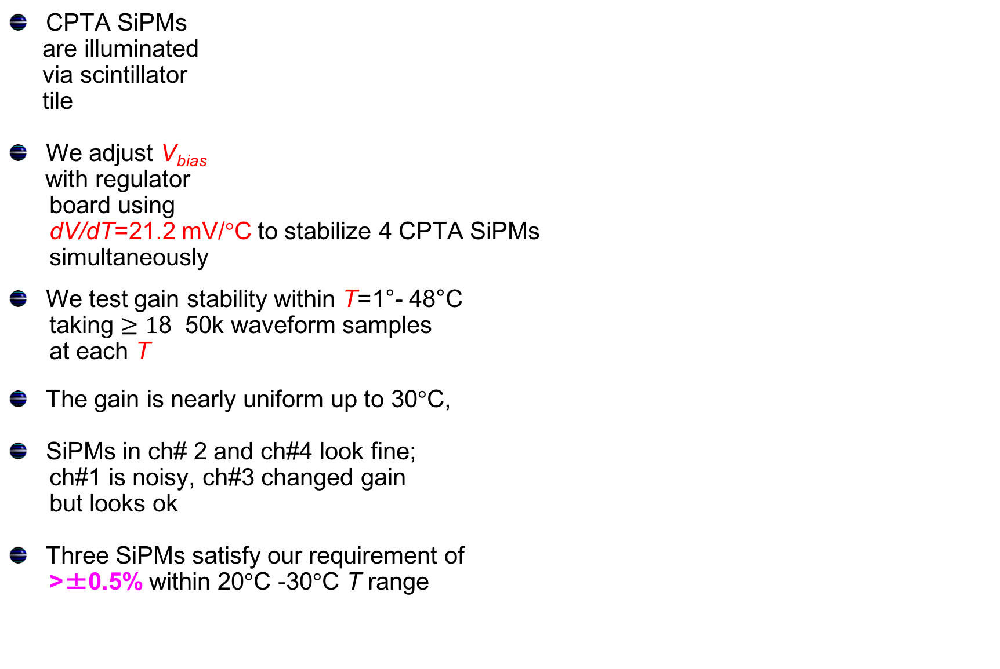 CPTA SiPMs
are illuminated
via scintillator
tile
We adjust V_bias
with regulator
board using
dV/dT=21.2 mV/°C to stabilize 4 CPTA SiPMs
simultaneously
We test gain stability within T=1°- 48°C
taking ≥ 18  50k waveform samples
at each T
The gain is nearly uniform up to 30°C,
SiPMs in ch# 2 and ch#4 look fine;
ch#1 is noisy, ch#3 changed gain
but looks ok
Three SiPMs satisfy our requirement of
>±0.5% within 20°C -30°C T range